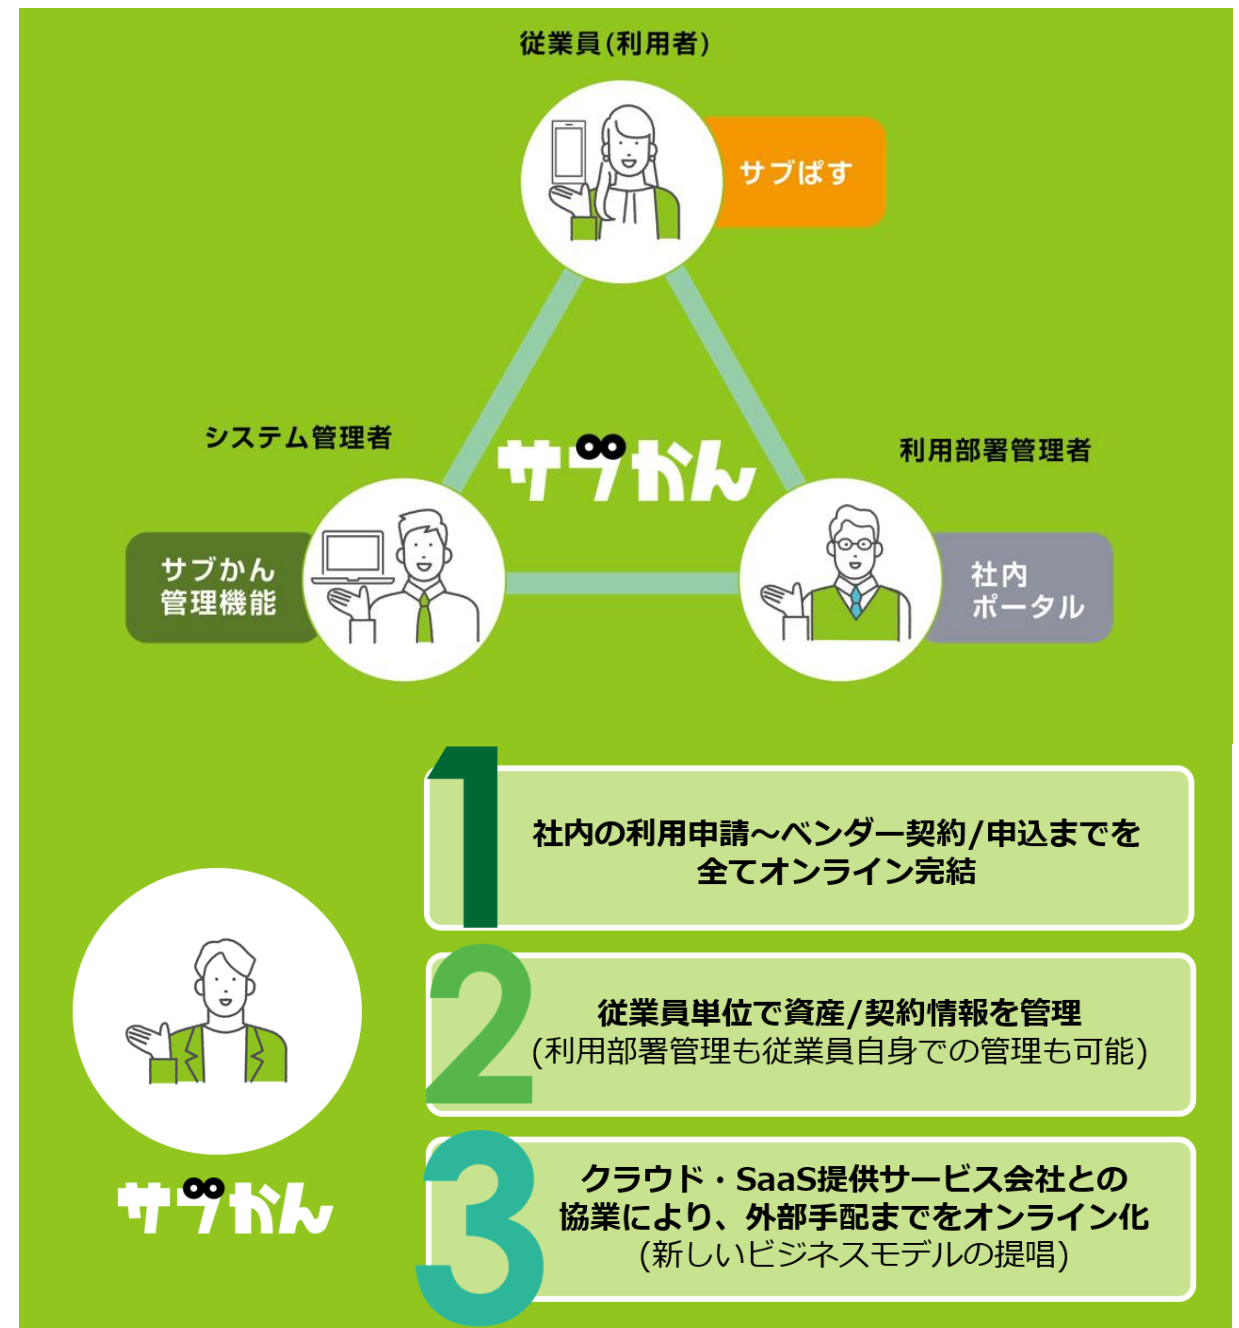 従業員(利用者)
サブぱす
システム管理者
サブかん
利用部署管理者
サブかん
管理機能
社内
ポータル
1
社内の利用申請～ベンダー契約/申込までを
全てオンライン完結
2
従業員単位で資産/契約情報を管理
(利用部署管理も従業員自身での管理も可能)
サブかん
3
クラウド・SaaS提供サービス会社との
協業により、外部手配までをオンライン化
(新しいビジネスモデルの提唱)